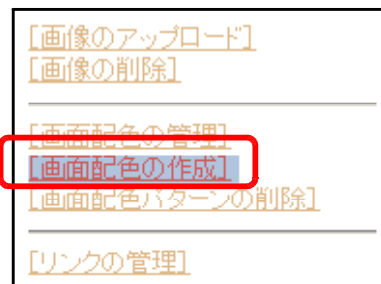 [画像のアップロード]
[画像の削除]
[画面配色の管理]
[画面配色の作成]
[画面配色パターンの削除]
[リンクの管理]